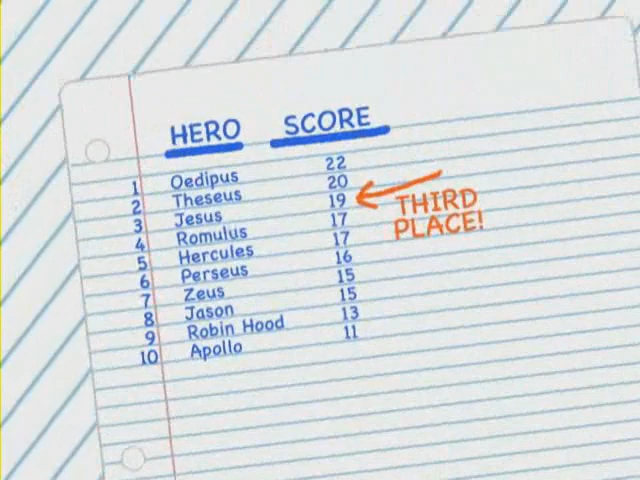 HERO SCORE
1 Oedipus 22
2 Theseus 20
3 Jesus 19
4 Romulus 17
5 Hercules 17
6 Perseus 16
7 Zeus 15
8 Jason 15
9 Robin Hood 13
10 Apollo 11
THIRD
PLACE!